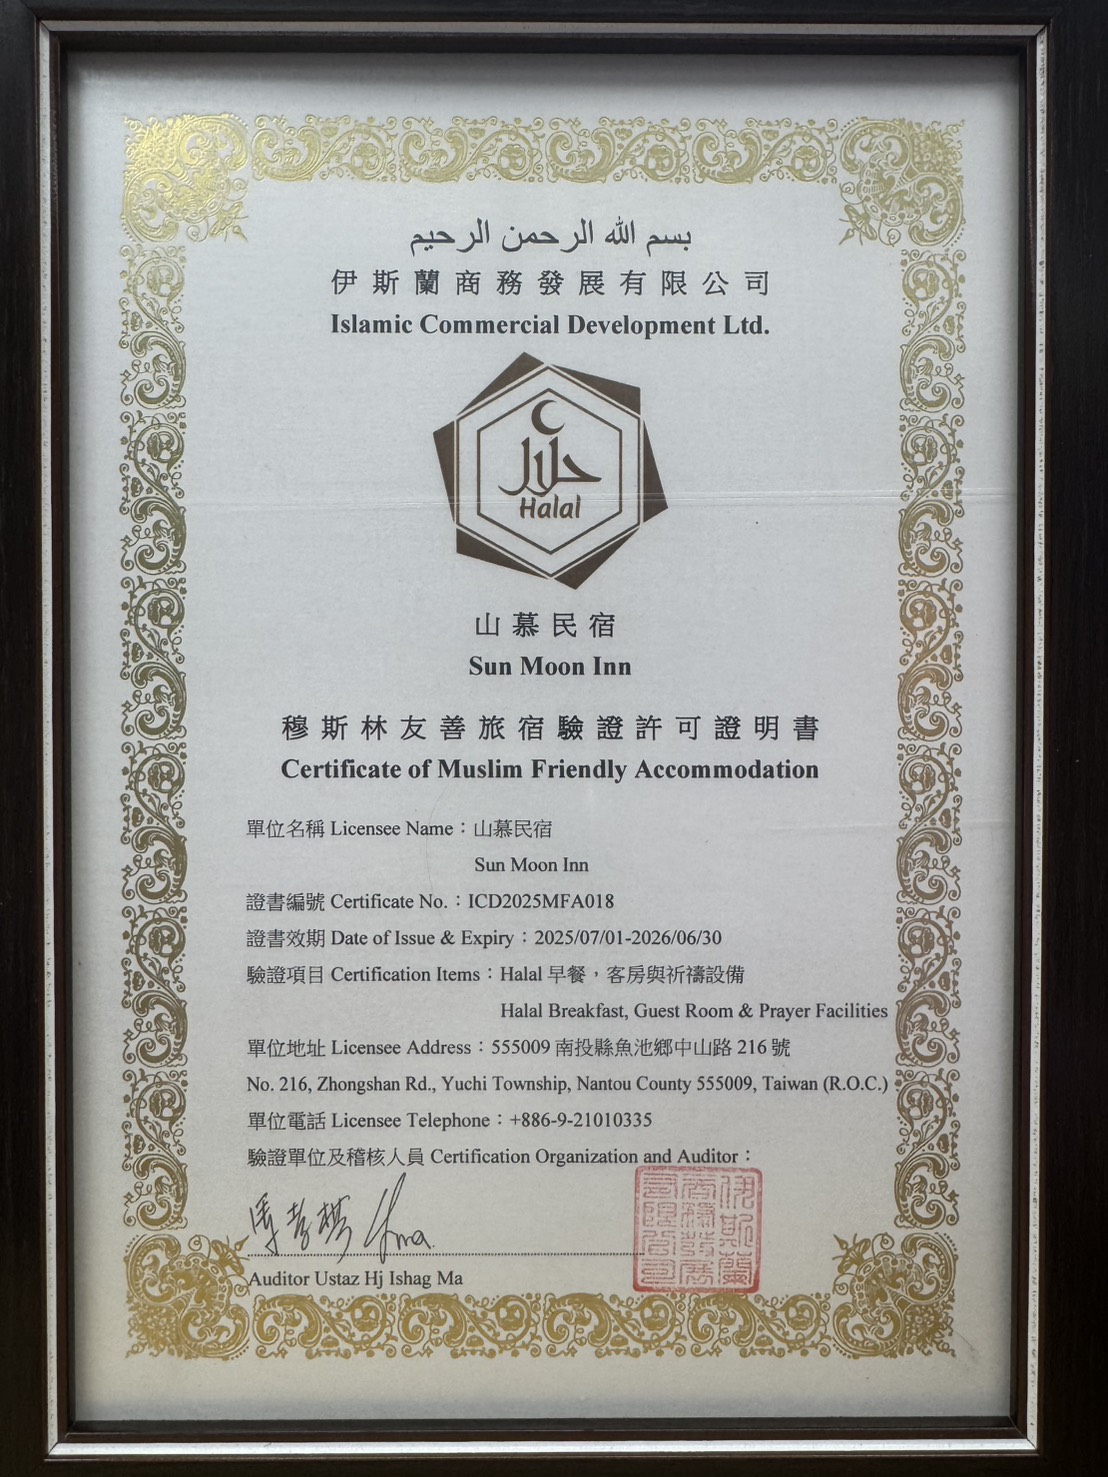 بسم الله الرحمن الرحيم
伊斯蘭商務發展有限公司
Islamic Commercial Development Ltd.
حلال
Halal
山慕民宿
Sun Moon Inn
穆斯林友善旅宿驗證許可證明書
Certificate of Muslim Friendly Accommodation
單位名稱 Licensee Name：山慕民宿
Sun Moon Inn
證書編號 Certificate No.：ICD2025MFA018
證書效期 Date of Issue & Expiry：2025/07/01-2026/06/30
驗證項目 Certification Items：Halal 早餐，客房與祈禱設備
Halal Breakfast, Guest Room & Prayer Facilities
單位地址 Licensee Address：555009 南投縣魚池鄉中山路 216 號
No. 216, Zhongshan Rd., Yuchi Township, Nantou County 555009, Taiwan (R.O.C.)
單位電話 Licensee Telephone：+886-9-21010335
驗證單位及稽核人員 Certification Organization and Auditor：
Auditor Ustaz Hj Ishag Ma
伊斯蘭